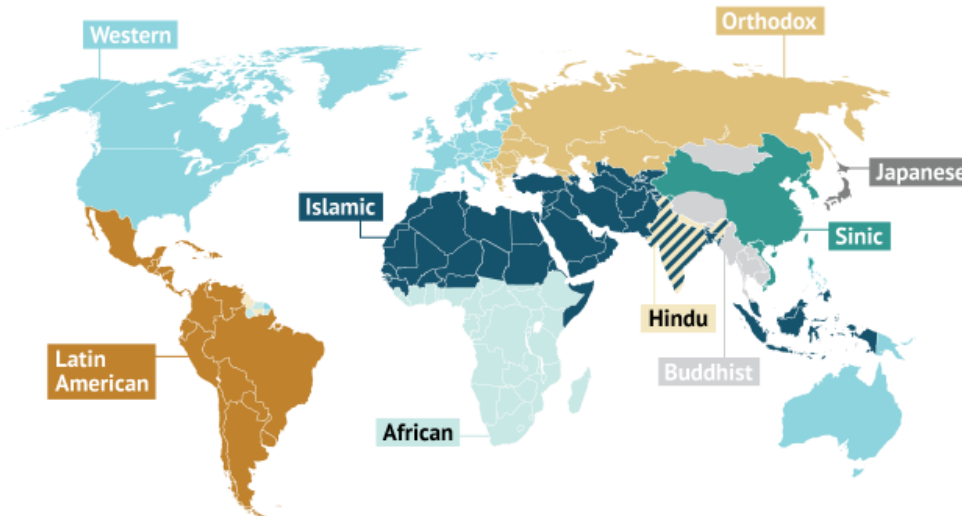 Orthodox
Western
Japanese
Islamic
Sinic
Hindu
Latin
American
Buddhist
African